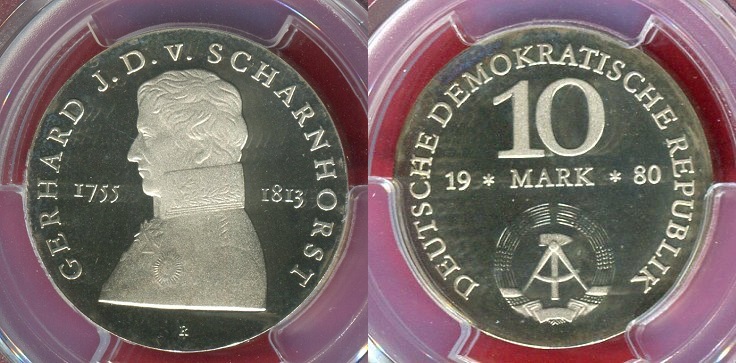 GERHARD J. D. v. SCHARNHORST
1755 1813
DEUTSCHE DEMOKRATISCHE REPUBLIK
10
19 * MARK * 80